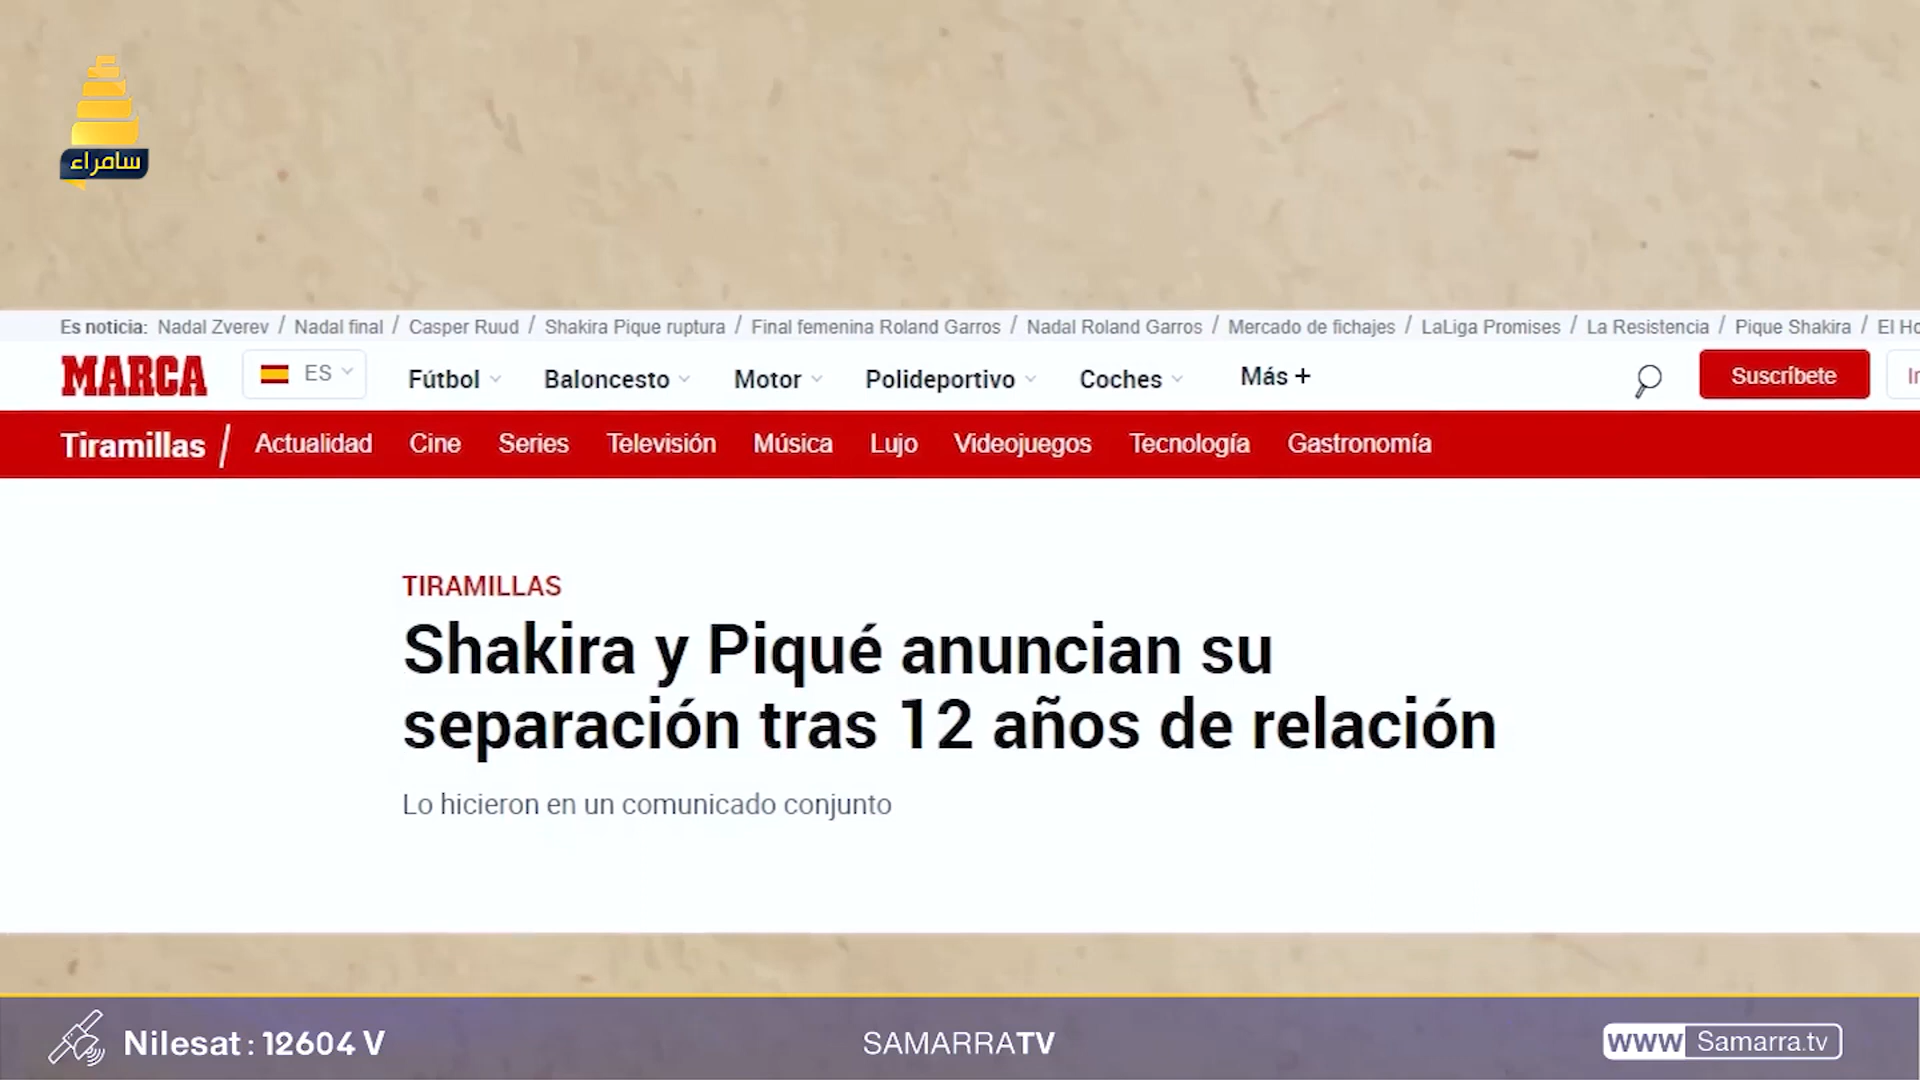 سامراء
Es noticia: Nadal Zverev / Nadal final / Casper Ruud / Shakira Pique ruptura / Final femenina Roland Garros / Nadal Roland Garros / Mercado de fichajes / LaLiga Promises / La Resistencia / Pique Shakira / El Ho
MARCA ES Fútbol Baloncesto Motor Polideportivo Coches Más + Suscríbete
Tiramillas / Actualidad Cine Series Televisión Música Lujo Videojuegos Tecnología Gastronomía
TIRAMILLAS
Shakira y Piqué anuncian su
separación tras 12 años de relación
Lo hicieron en un comunicado conjunto
Nilesat : 12604 V SAMARRATV www Samarra.tv